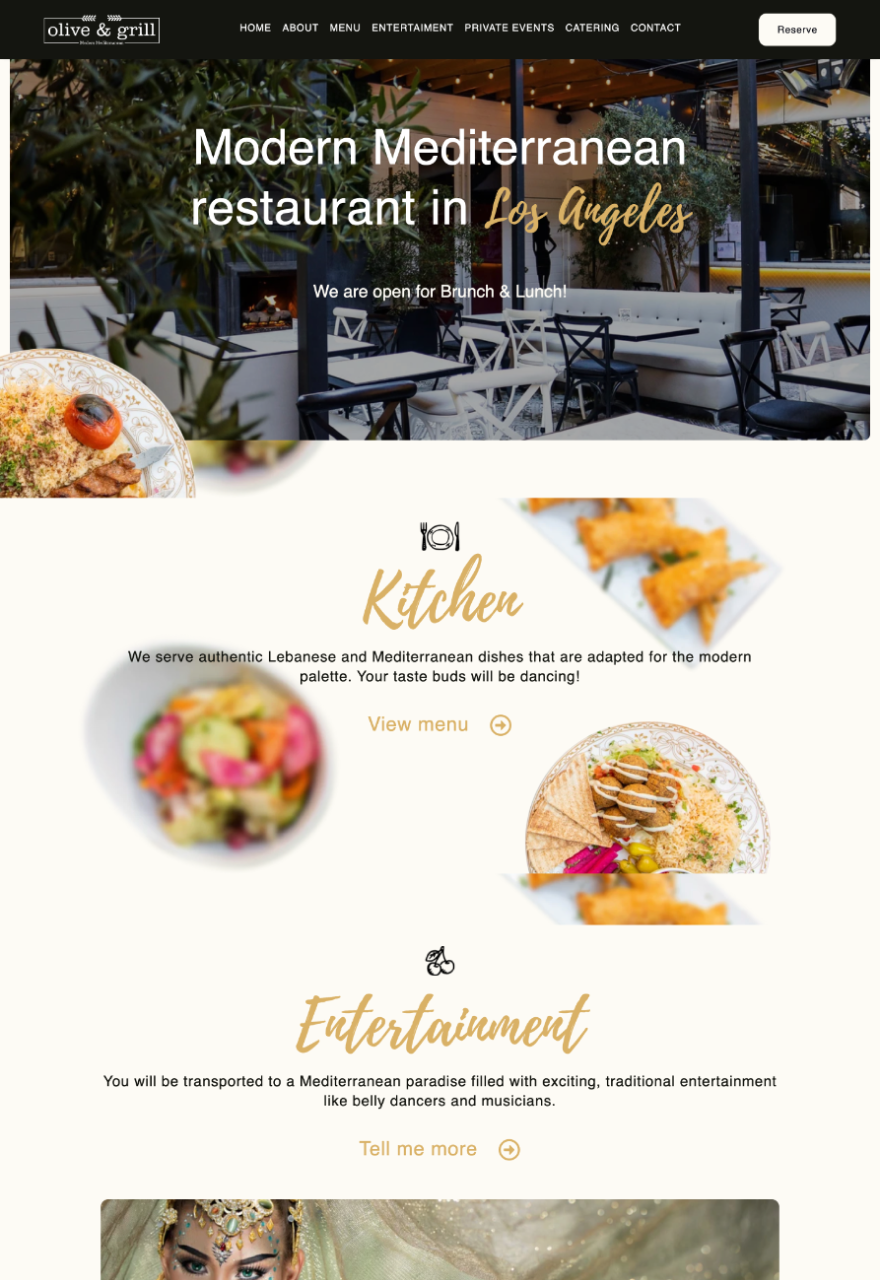 olive & grill
HOME ABOUT MENU ENTERTAIMENT PRIVATE EVENTS CATERING CONTACT
Reserve
Modern Mediterranean
restaurant in Los Angeles
We are open for Brunch & Lunch!
Kitchen
We serve authentic Lebanese and Mediterranean dishes that are adapted for the modern
palette. Your taste buds will be dancing!
View menu
Entertainment
You will be transported to a Mediterranean paradise filled with exciting, traditional entertainment
like belly dancers and musicians.
Tell me more